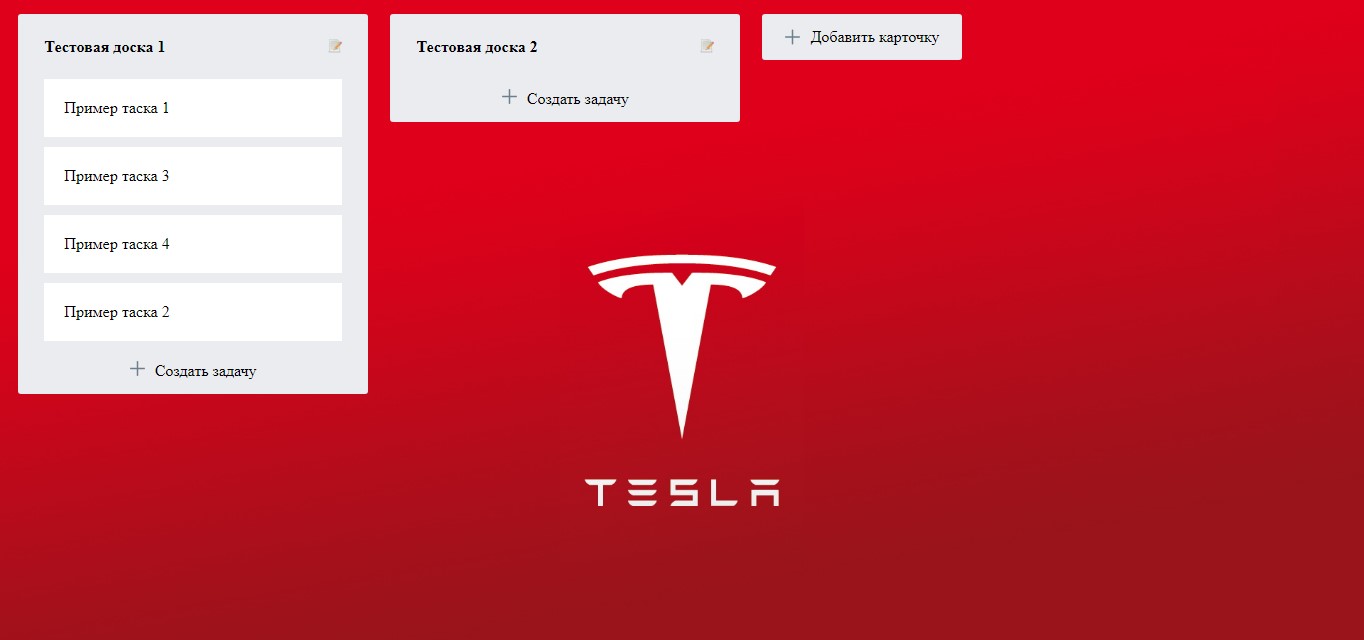 Тестовая доска 1
Пример таска 1
Пример таска 3
Пример таска 4
Пример таска 2
Создать задачу
Тестовая доска 2
Создать задачу
Добавить карточку
TESLA